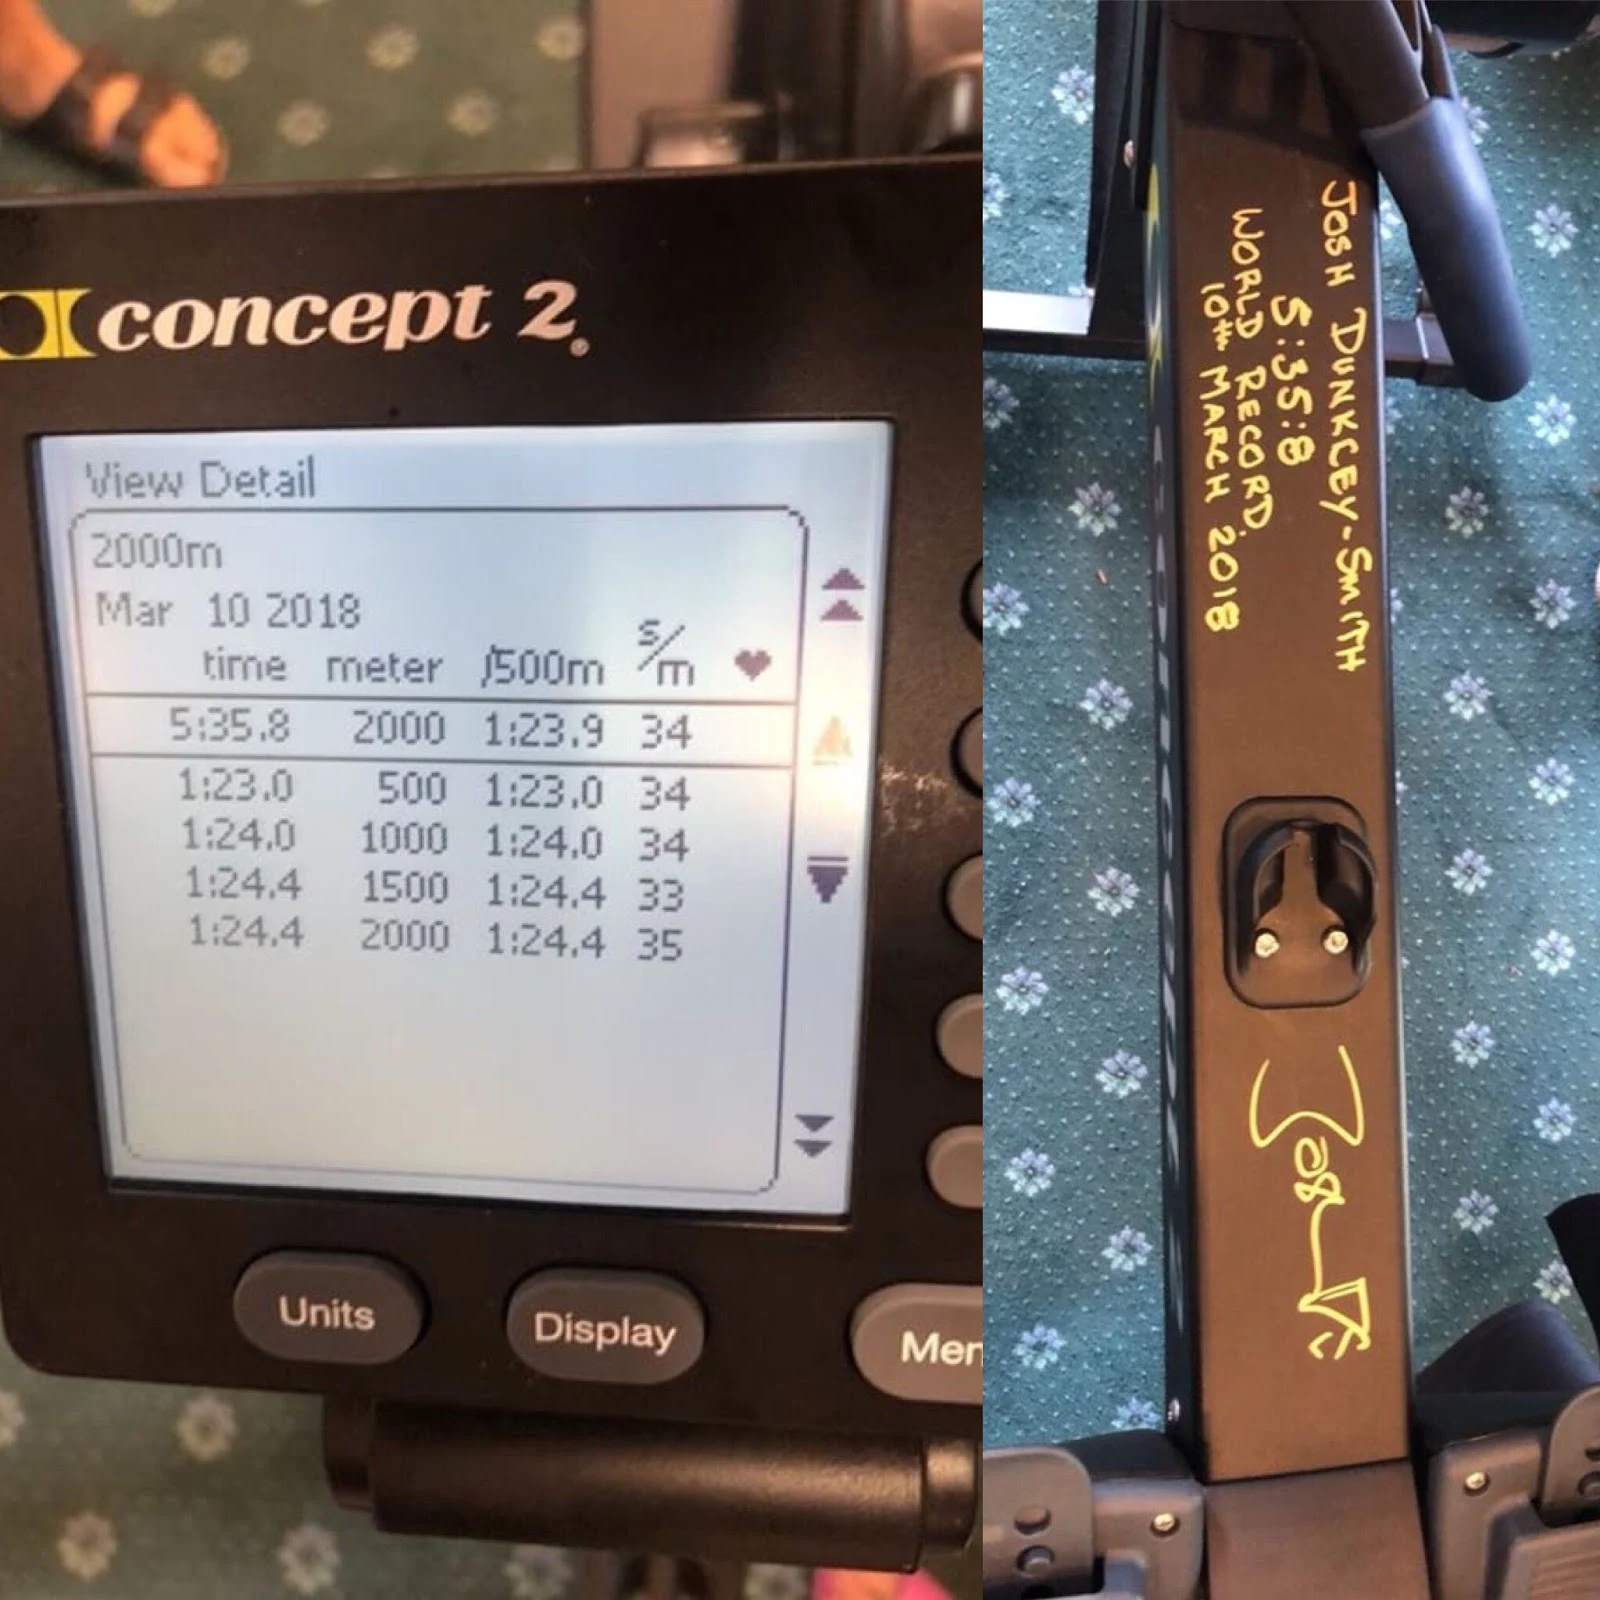 concept 2
View Detail
2000m
Mar 10 2018
time meter /500m s/m ♥
5:35.8 2000 1:23.9 34
1:23.0 500 1:23.0 34
1:24.0 1000 1:24.0 34
1:24.4 1500 1:24.4 33
1:24.4 2000 1:24.4 35
Units Display Men
JOSH DUNKLEY-SMITH
5:35:8
WORLD RECORD.
10TH MARCH 2018